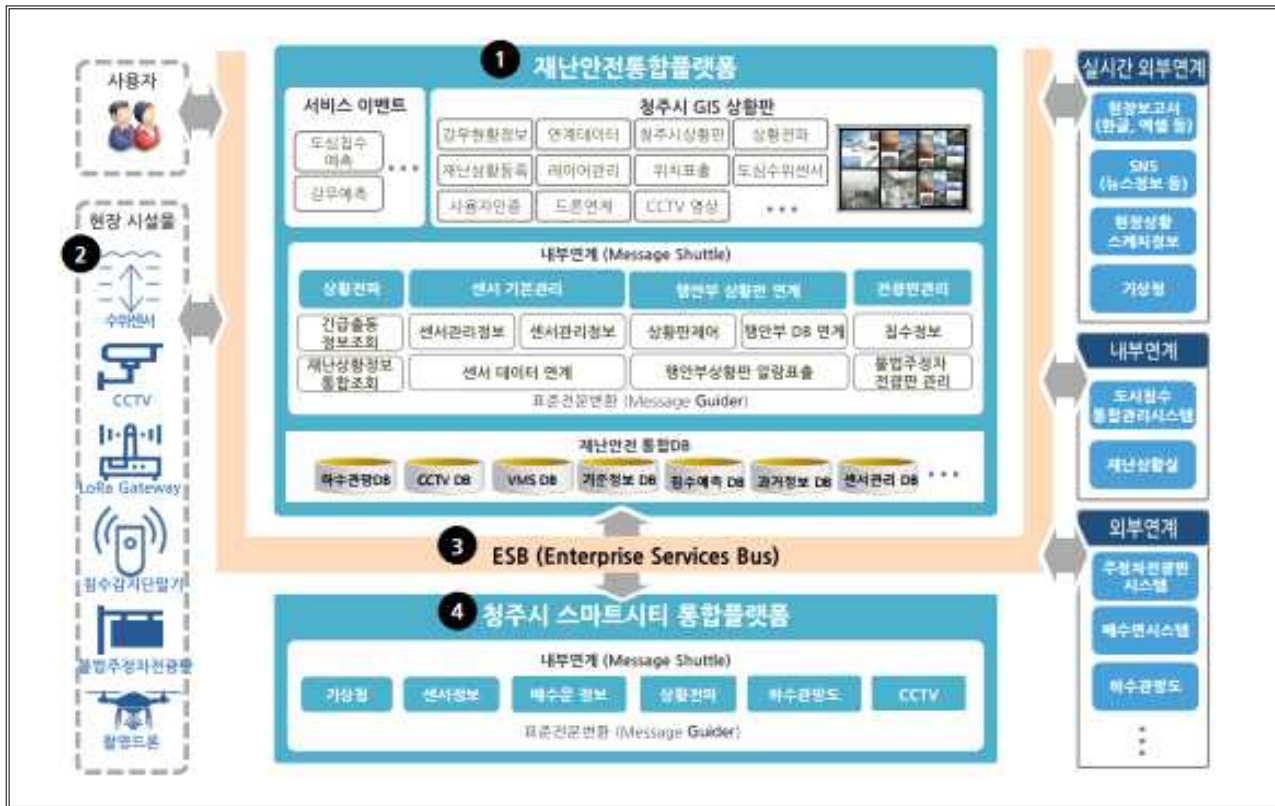 1 재난안전통합플랫폼
사용자
서비스 이벤트
도심침수
예측
강우예측
청주시 GIS 상황판
강우현황정보 연계데이터 청주시상황판 상황전파
재난상황등록 레이어관리 위치표출 도심수위센서
사용자인증 드론연계 CCTV 영상
현장 시설물
2
수위센서
CCTV
LoRa Gateway
침수감지단말기
불법주정차전광판
촬영드론
내부연계 (Message Shuttle)
상황전파 센서 기본관리 행안부 상황판 연계 전광판관리
긴급출동
정보조회
센서관리정보 센서관리정보 상황판제어 행안부 DB 연계 침수정보
재난상황정보
통합조회
센서 데이터 연계 행안부상황판 알람표출
불법주정차
전광판 관리
표준전문변환 (Message Guider)
재난안전 통합DB
하수관망DB CCTV DB VMS DB 기준정보 DB 침수예측 DB 과거정보 DB 센서관리 DB
3 ESB (Enterprise Services Bus)
4 청주시 스마트시티 통합플랫폼
내부연계 (Message Shuttle)
기상청 센서정보 배수문 정보 상황전파 하수관망도 CCTV
표준전문변환 (Message Guider)
실시간 외부연계
현장보고서
(한글, 엑셀 등)
SNS
(뉴스정보 등)
현장상황
스케치정보
기상청
내부연계
도시침수
통합관리시스템
재난상황실
외부연계
주정차전광판
시스템
배수펌시스템
하수관망도